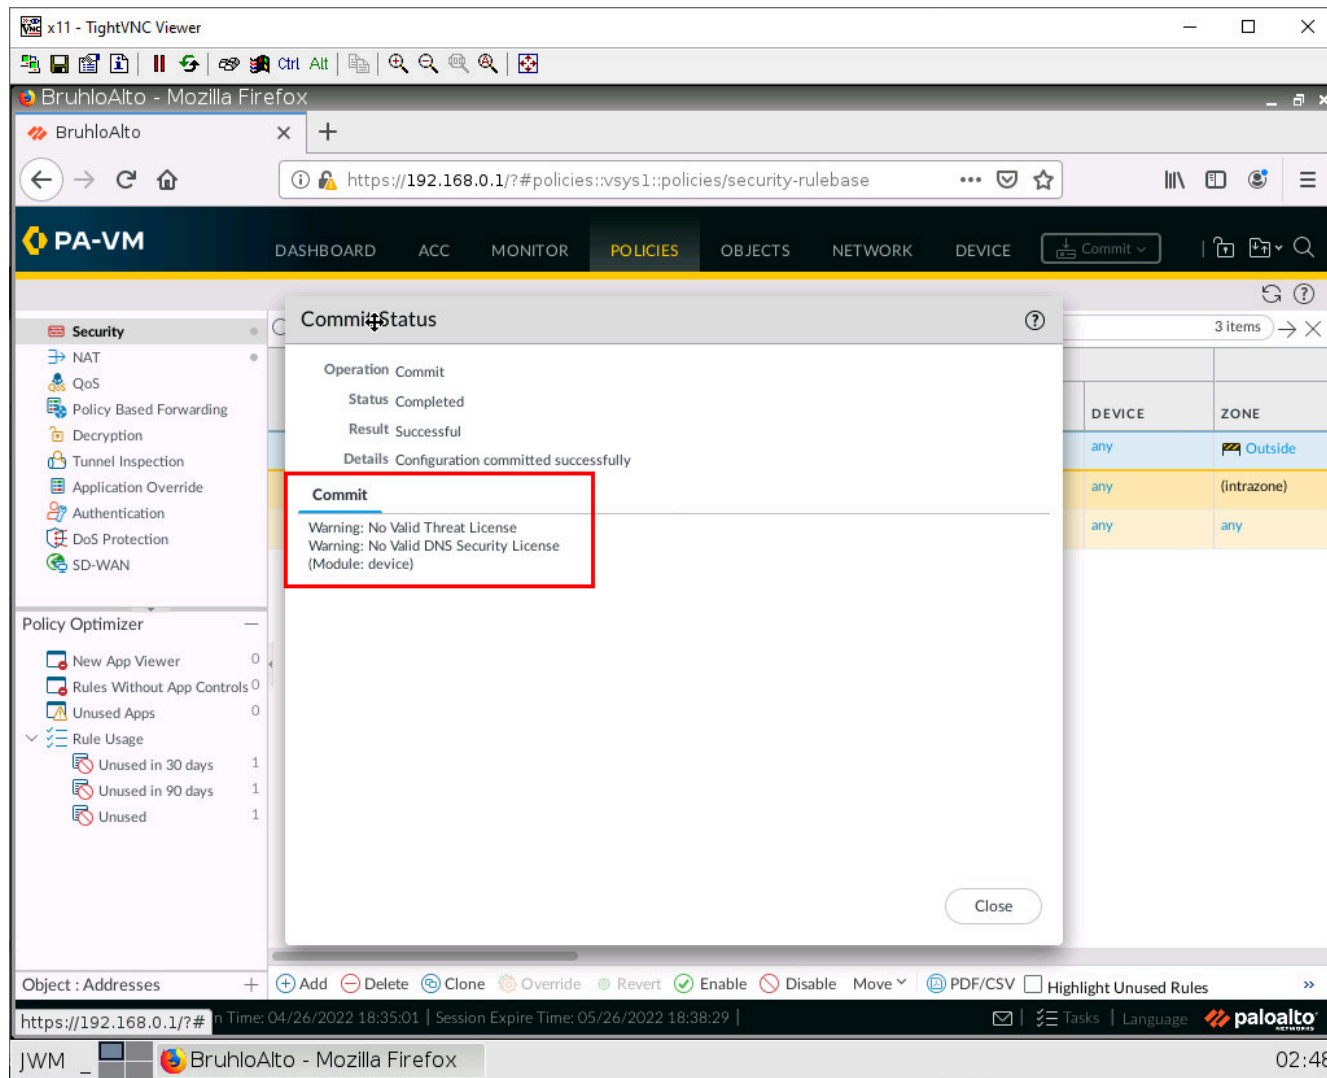 x11 - TightVNC Viewer
Ctrl Alt
BruhloAlto - Mozilla Firefox
BruhloAlto
https://192.168.0.1/?#policies::vsys1::policies/security-rulebase
PA-VM
DASHBOARD ACC MONITOR POLICIES OBJECTS NETWORK DEVICE Commit
Security
NAT
QoS
Policy Based Forwarding
Decryption
Tunnel Inspection
Application Override
Authentication
DoS Protection
SD-WAN
Policy Optimizer
New App Viewer 0
Rules Without App Controls 0
Unused Apps 0
Rule Usage
Unused in 30 days 1
Unused in 90 days 1
Unused 1
Object : Addresses
Commit Status
Operation Commit
Status Completed
Result Successful
Details Configuration committed successfully
Commit
Warning: No Valid Threat License
Warning: No Valid DNS Security License
(Module: device)
Close
3 items
DEVICE ZONE
any Outside
any (intrazone)
any any
Add Delete Clone Override Revert Enable Disable Move PDF/CSV Highlight Unused Rules
https://192.168.0.1/?# n Time: 04/26/2022 18:35:01 | Session Expire Time: 05/26/2022 18:38:29 | Tasks | Language paloalto NETWORKS
JWM _ BruhloAlto - Mozilla Firefox 02:48